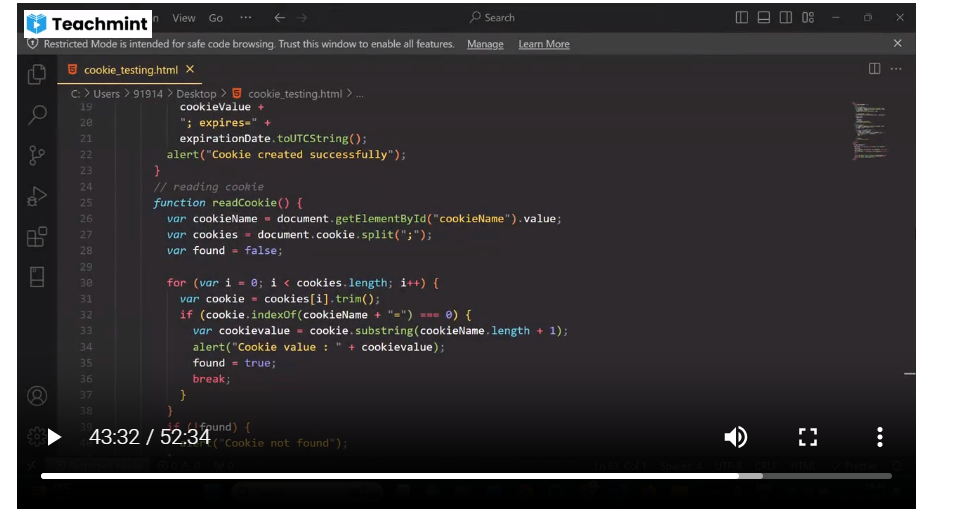 Teachmint
n View Go ··· ← → Search
Restricted Mode is intended for safe code browsing. Trust this window to enable all features. Manage Learn More
cookie_testing.html
C: > Users > 91914 > Desktop > cookie_testing.html > ...
19 cookieValue +
20 "; expires=" +
21 expirationDate.toUTCString();
22 alert("Cookie created successfully");
23 }
24 // reading cookie
25 function readCookie() {
26 var cookieName = document.getElementById("cookieName").value;
27 var cookies = document.cookie.split(";");
28 var found = false;
29
30 for (var i = 0; i < cookies.length; i++) {
31 var cookie = cookies[i].trim();
32 if (cookie.indexOf(cookieName + "=") === 0) {
33 var cookievalue = cookie.substring(cookieName.length + 1);
34 alert("Cookie value : " + cookievalue);
35 found = true;
36 break;
37 }
38 }
39 if (!found) {
("Cookie not found");
43:32 / 52:34